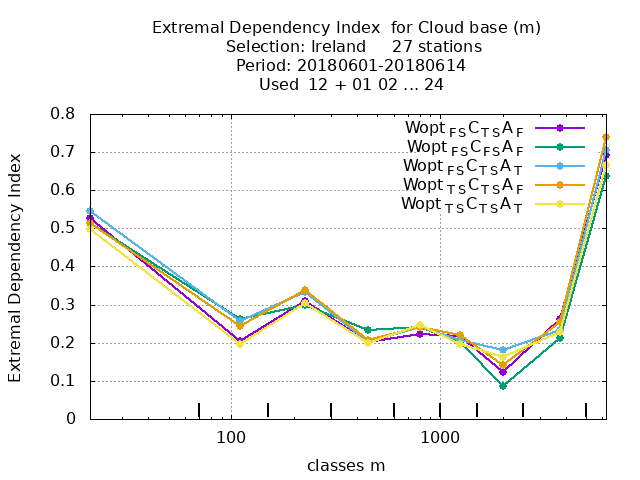 Extremal Dependency Index  for Cloud base (m)
Selection: Ireland     27 stations
Period: 20180601-20180614
Used  12 + 01 02 ... 24
Extremal Dependency Index
0.8
0.7
0.6
0.5
0.4
0.3
0.2
0.1
0
Wopt FS C TS A F
Wopt FS C FS A F
Wopt FS C TS A T
Wopt TS C TS A F
Wopt TS C TS A T
100 1000
classes m